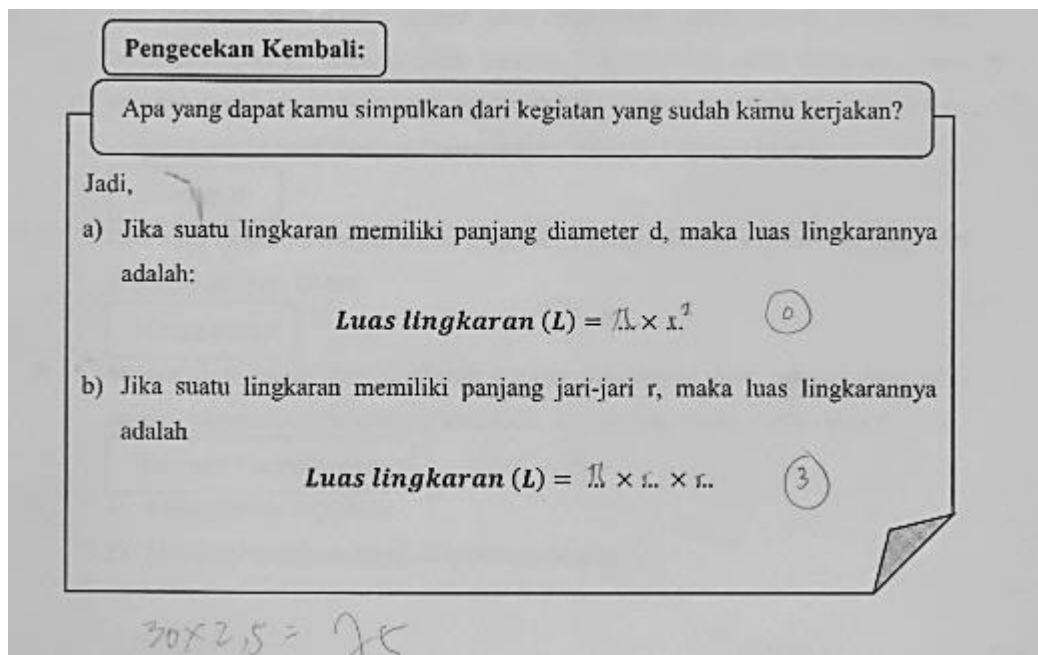 Pengecekan Kembali:
Apa yang dapat kamu simpulkan dari kegiatan yang sudah kamu kerjakan?
Jadi,
a) Jika suatu lingkaran memiliki panjang diameter d, maka luas lingkarannya
adalah:
Luas lingkaran (L) = π × r.² 0
b) Jika suatu lingkaran memiliki panjang jari-jari r, maka luas lingkarannya
adalah
Luas lingkaran (L) = π × r.. × r.. 3
30 × 2,5 = 75